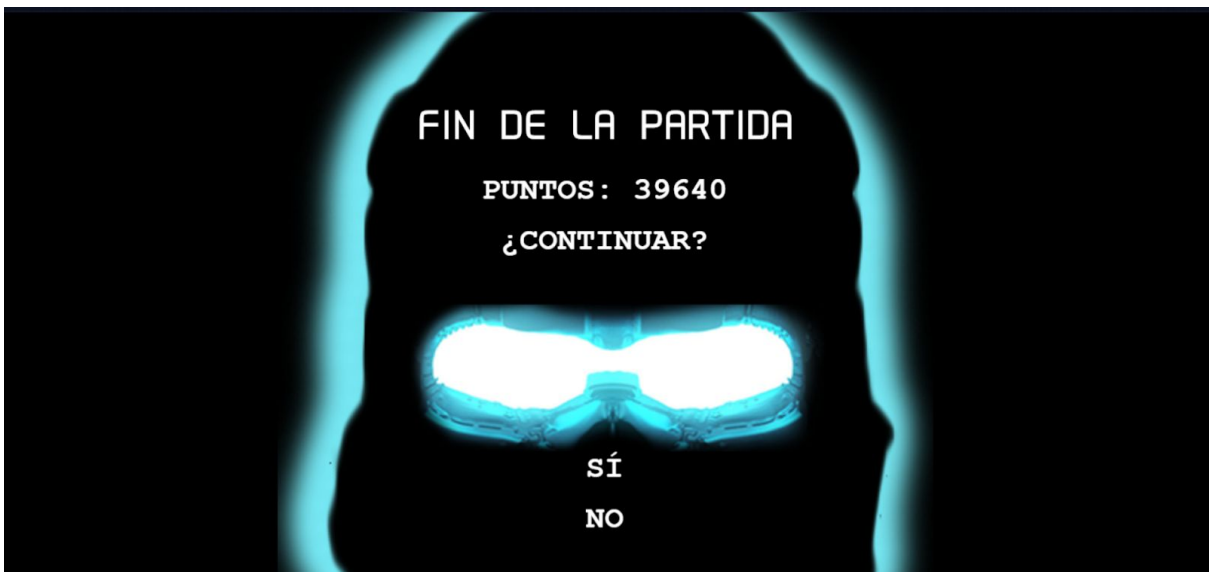 FIN DE LA PARTIDA
PUNTOS: 39640
¿CONTINUAR?
SÍ
NO